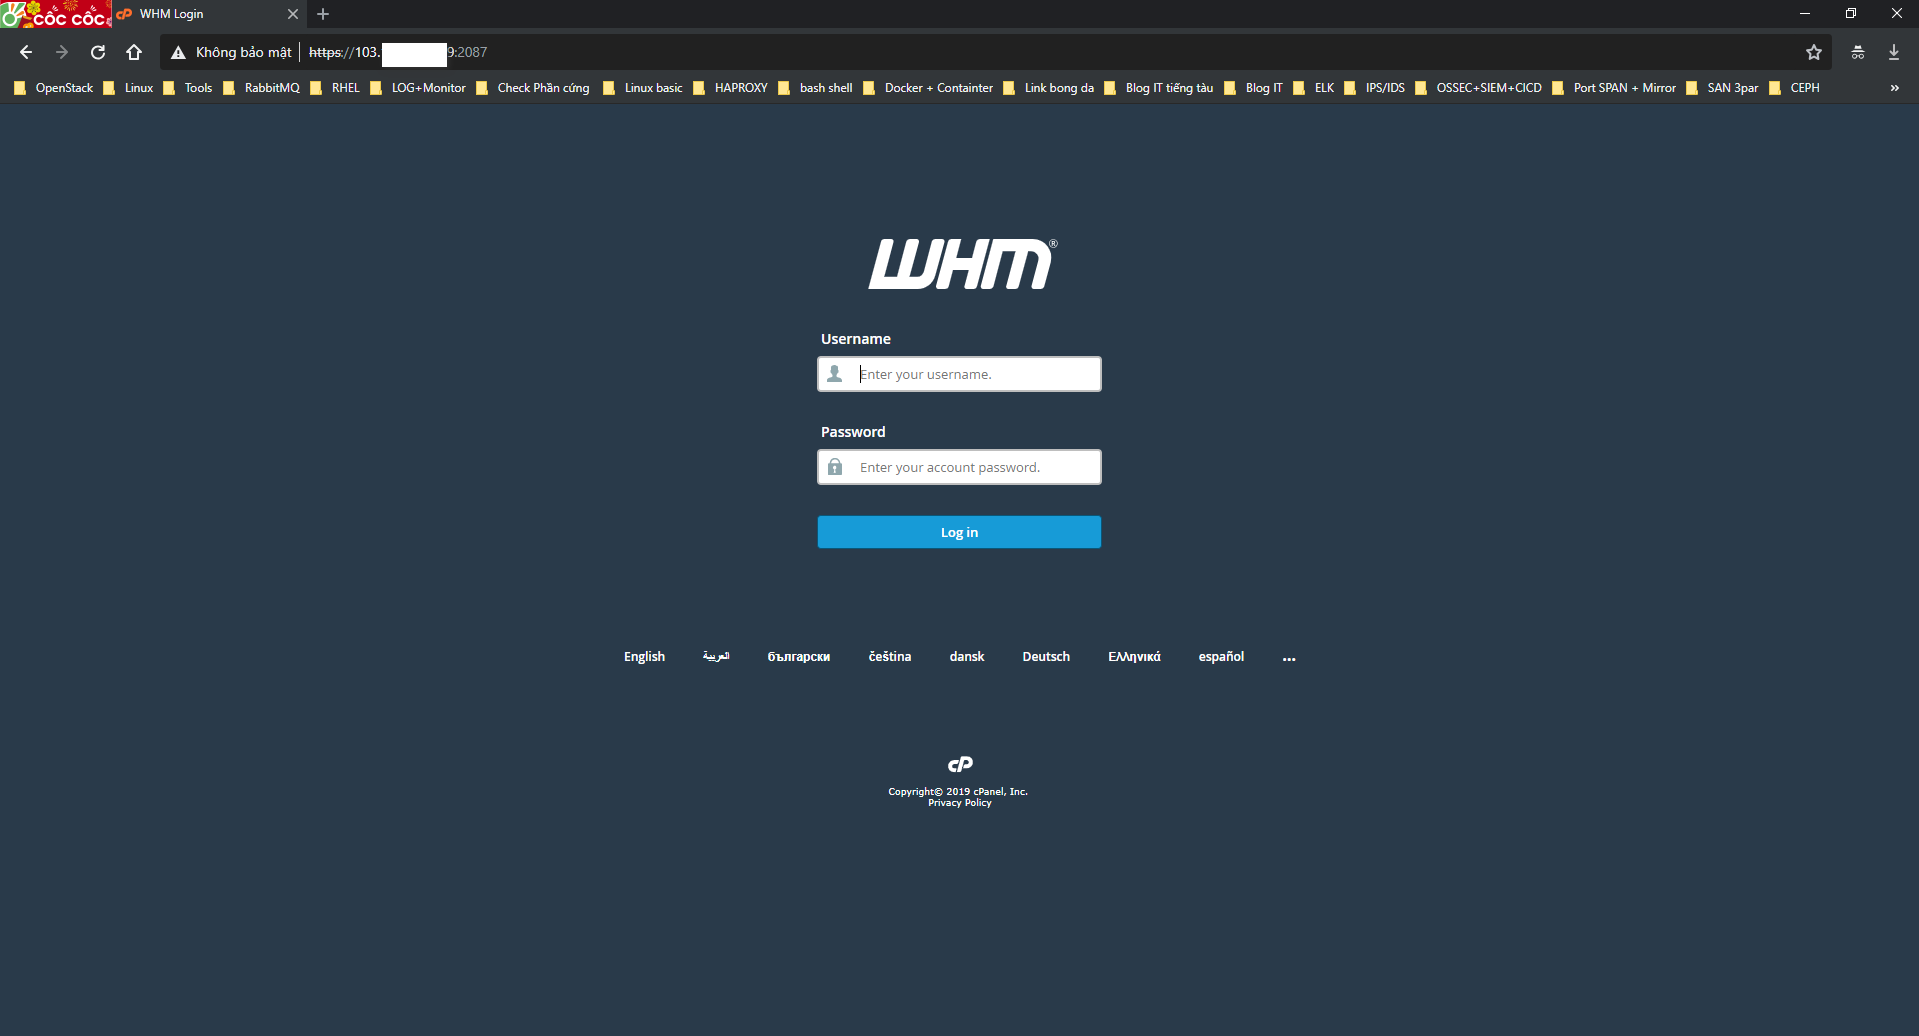 CỐC CỐC WHM Login
Không bảo mật https://103. 9:2087
OpenStack Linux Tools RabbitMQ RHEL LOG+Monitor Check Phần cứng Linux basic HAPROXY bash shell Docker + Containter Link bong da Blog IT tiếng tàu Blog IT ELK IPS/IDS OSSEC+SIEM+CICD Port SPAN + Mirror SAN 3par CEPH »
WHM®
Username
Enter your username.
Password
Enter your account password.
Log in
English العربية български čeština dansk Deutsch Ελληνικά español ...
cP
Copyright© 2019 cPanel, Inc.
Privacy Policy